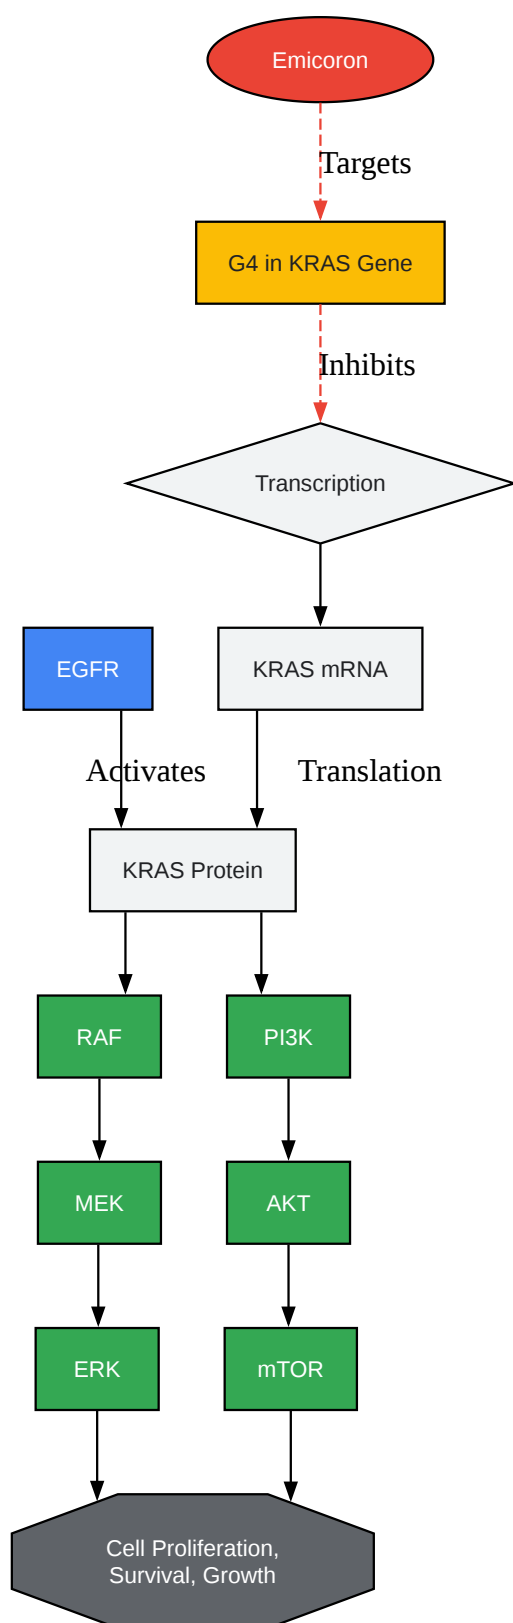 Emicoron
Targets
G4 in KRAS Gene
Inhibits
Transcription
EGFR
KRAS mRNA
Activates
Translation
KRAS Protein
RAF
PI3K
MEK
AKT
ERK
mTOR
Cell Proliferation,
Survival, Growth